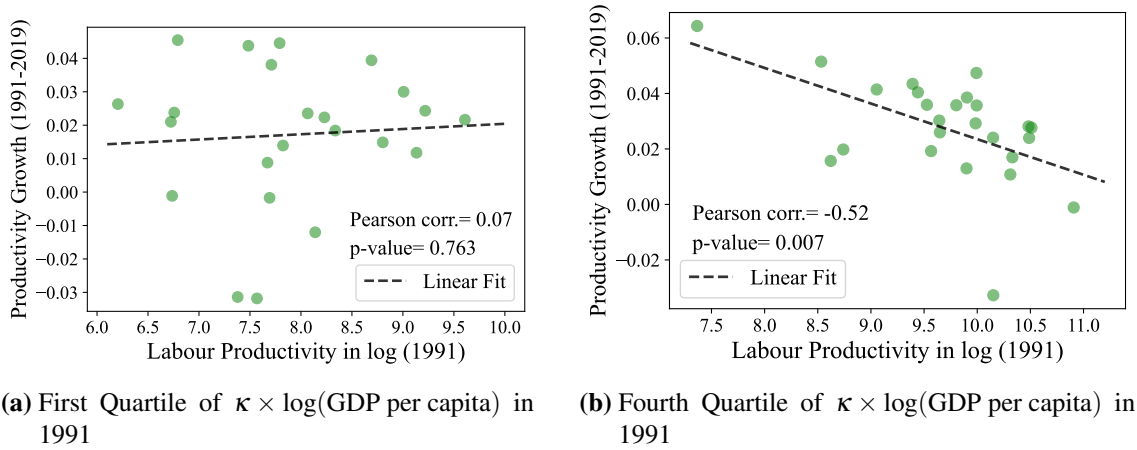 Productivity Growth (1991-2019)
0.04
0.03
0.02
0.01
0.00
−0.01
−0.02
−0.03
Pearson corr.= 0.07
p-value= 0.763
Linear Fit
6.0 6.5 7.0 7.5 8.0 8.5 9.0 9.5 10.0
Labour Productivity in log (1991)
(a) First Quartile of κ × log(GDP per capita) in
1991
Productivity Growth (1991-2019)
0.06
0.04
0.02
0.00
−0.02
Pearson corr.= -0.52
p-value= 0.007
Linear Fit
7.5 8.0 8.5 9.0 9.5 10.0 10.5 11.0
Labour Productivity in log (1991)
(b) Fourth Quartile of κ × log(GDP per capita) in
1991